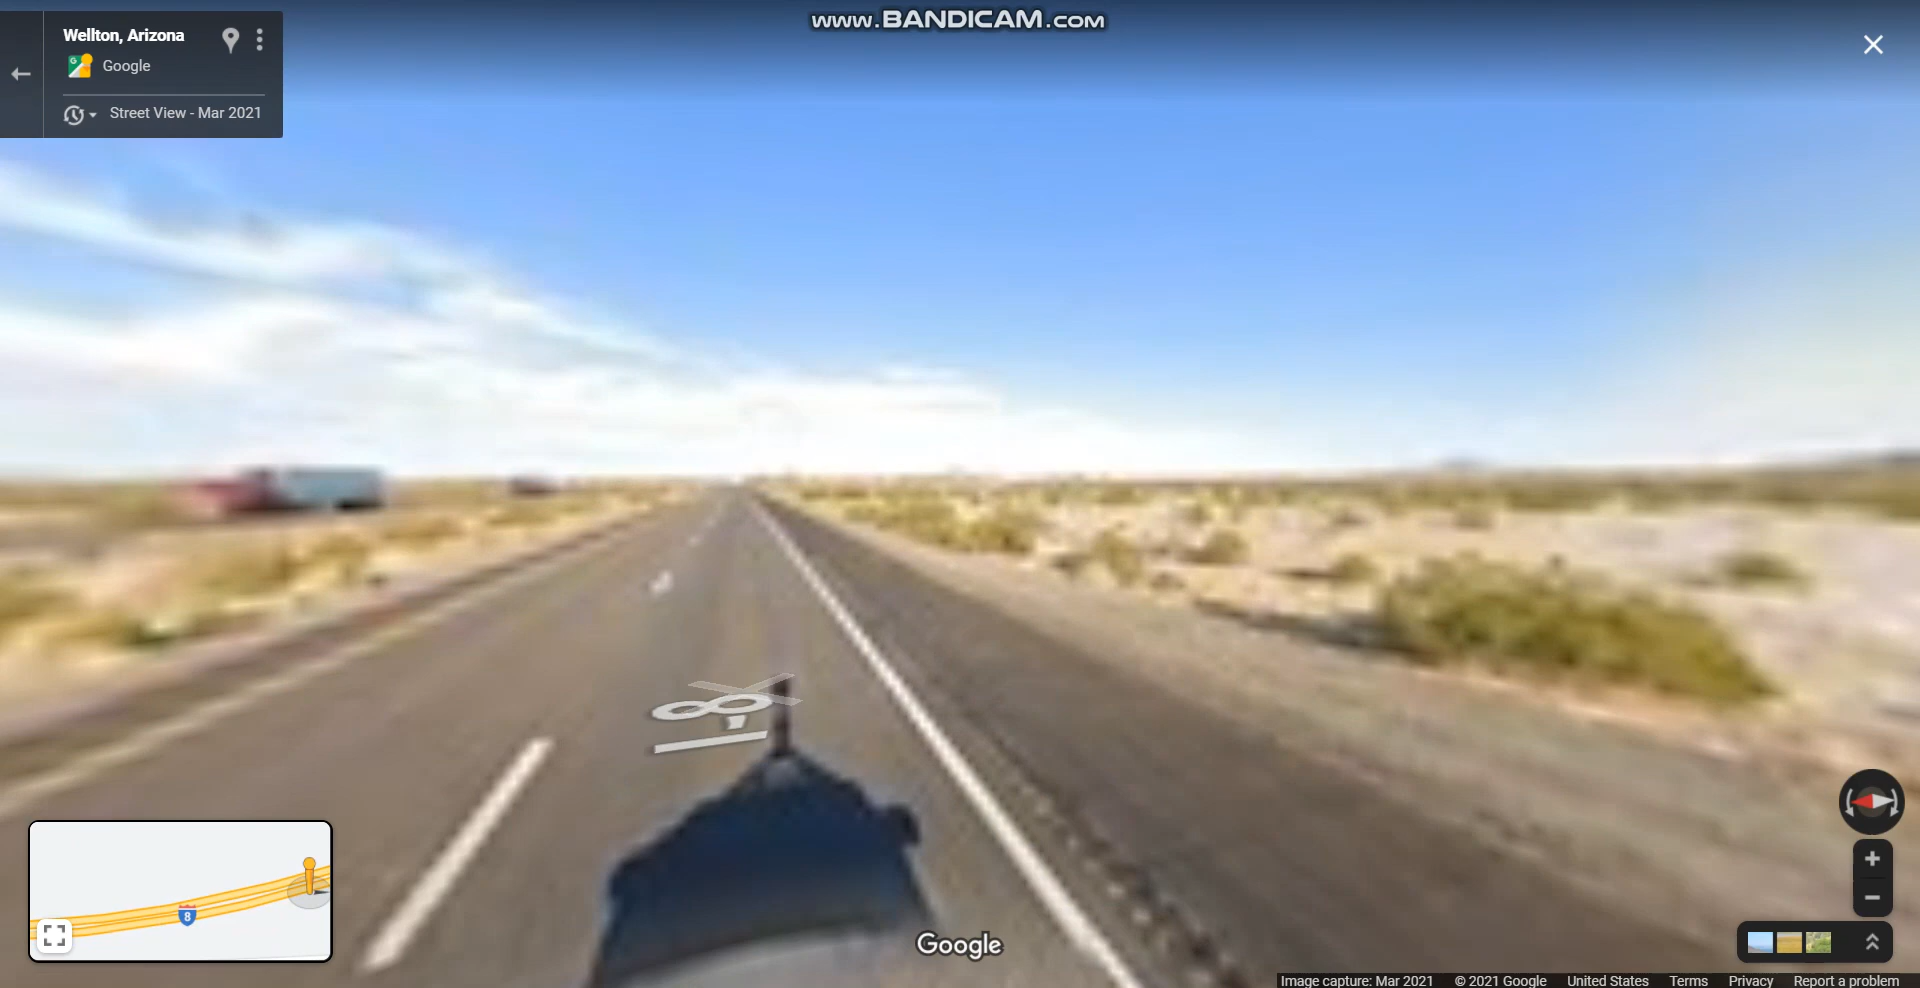 www.BANDICAM.COM
Wellton, Arizona
Google
Street View - Mar 2021
I-8
8
Google
Image capture: Mar 2021 © 2021 Google United States Terms Privacy Report a problem